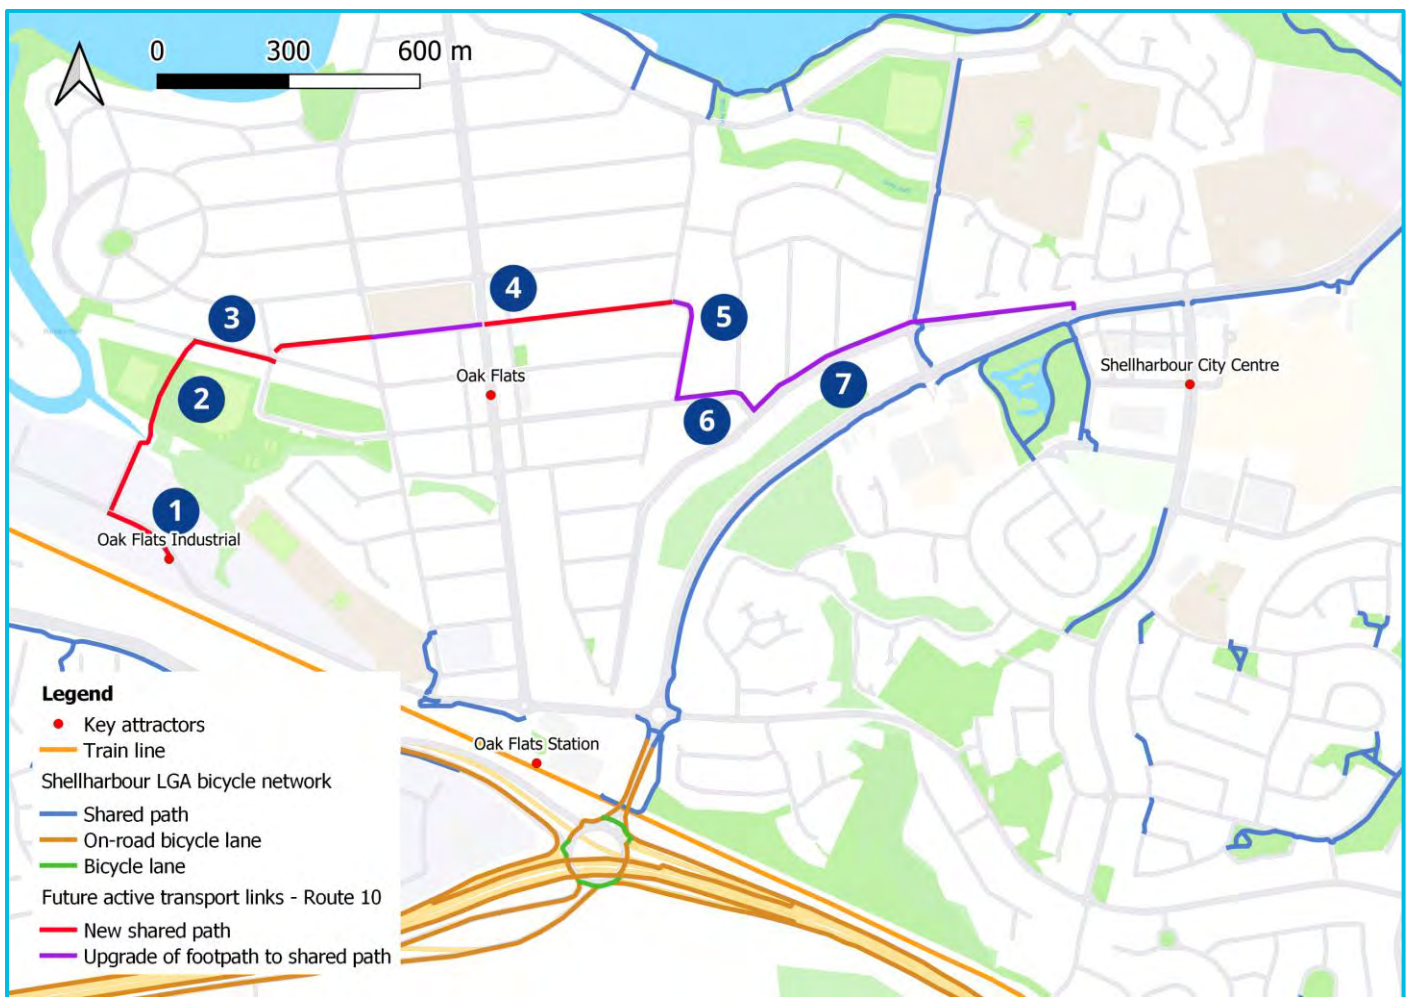 0 300 600 m
4
3
5
Oak Flats
Shellharbour City Centre
7
2
6
1
Oak Flats Industrial
Oak Flats Station
Legend
Key attractors
Train line
Shellharbour LGA bicycle network
Shared path
On-road bicycle lane
Bicycle lane
Future active transport links - Route 10
New shared path
Upgrade of footpath to shared path